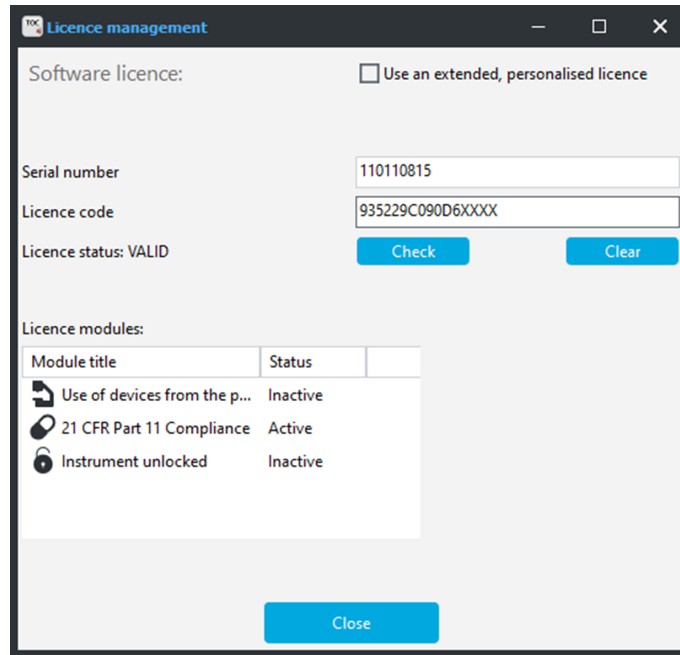 TOC
Licence management
Software licence:
Use an extended, personalised licence
Serial number
110110815
Licence code
935229C090D6XXXX
Licence status: VALID
Check
Clear
Licence modules:
Module title Status
Use of devices from the p... Inactive
21 CFR Part 11 Compliance Active
Instrument unlocked Inactive
Close